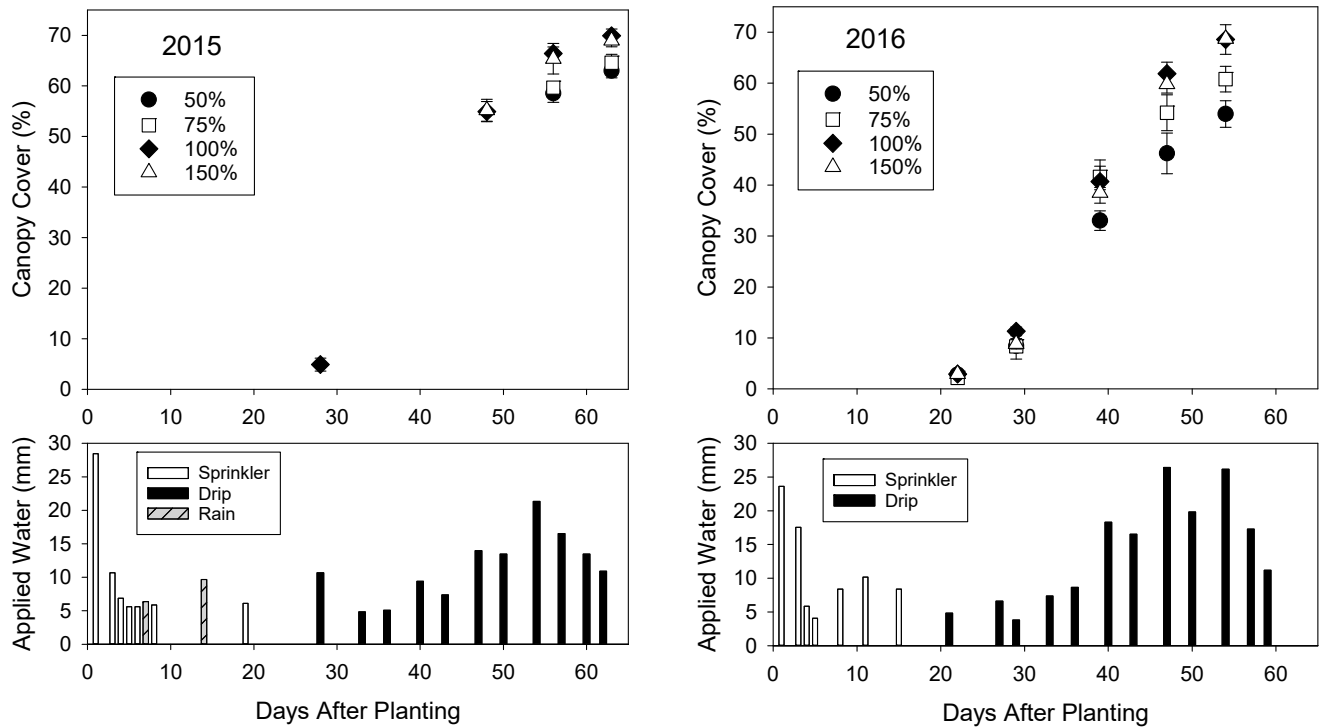 2015
50%
75%
100%
150%
Canopy Cover (%)
70
60
50
40
30
20
10
0
0 10 20 30 40 50 60
Sprinkler
Drip
Rain
Applied Water (mm)
30
25
20
15
10
5
0
0 10 20 30 40 50 60
Days After Planting
2016
50%
75%
100%
150%
Canopy Cover (%)
70
60
50
40
30
20
10
0
0 10 20 30 40 50 60
Sprinkler
Drip
Applied Water (mm)
30
25
20
15
10
5
0
0 10 20 30 40 50 60
Days After Planting